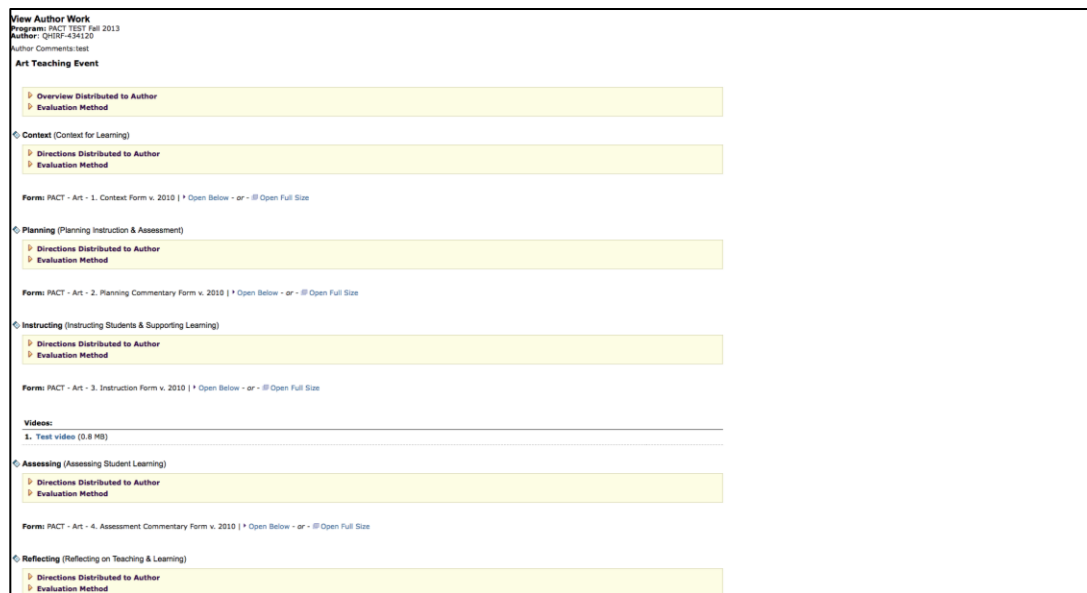 View Author Work
Program: PACT TEST Fall 2013
Author: QHIRF-434120
Author Comments:test
Art Teaching Event
Overview Distributed to Author
Evaluation Method
Context (Context for Learning)
Directions Distributed to Author
Evaluation Method
Form: PACT - Art - 1. Context Form v. 2010 | Open Below - or - Open Full Size
Planning (Planning Instruction & Assessment)
Directions Distributed to Author
Evaluation Method
Form: PACT - Art - 2. Planning Commentary Form v. 2010 | Open Below - or - Open Full Size
Instructing (Instructing Students & Supporting Learning)
Directions Distributed to Author
Evaluation Method
Form: PACT - Art - 3. Instruction Form v. 2010 | Open Below - or - Open Full Size
Videos:
1. Test video (0.8 MB)
Assessing (Assessing Student Learning)
Directions Distributed to Author
Evaluation Method
Form: PACT - Art - 4. Assessment Commentary Form v. 2010 | Open Below - or - Open Full Size
Reflecting (Reflecting on Teaching & Learning)
Directions Distributed to Author
Evaluation Method